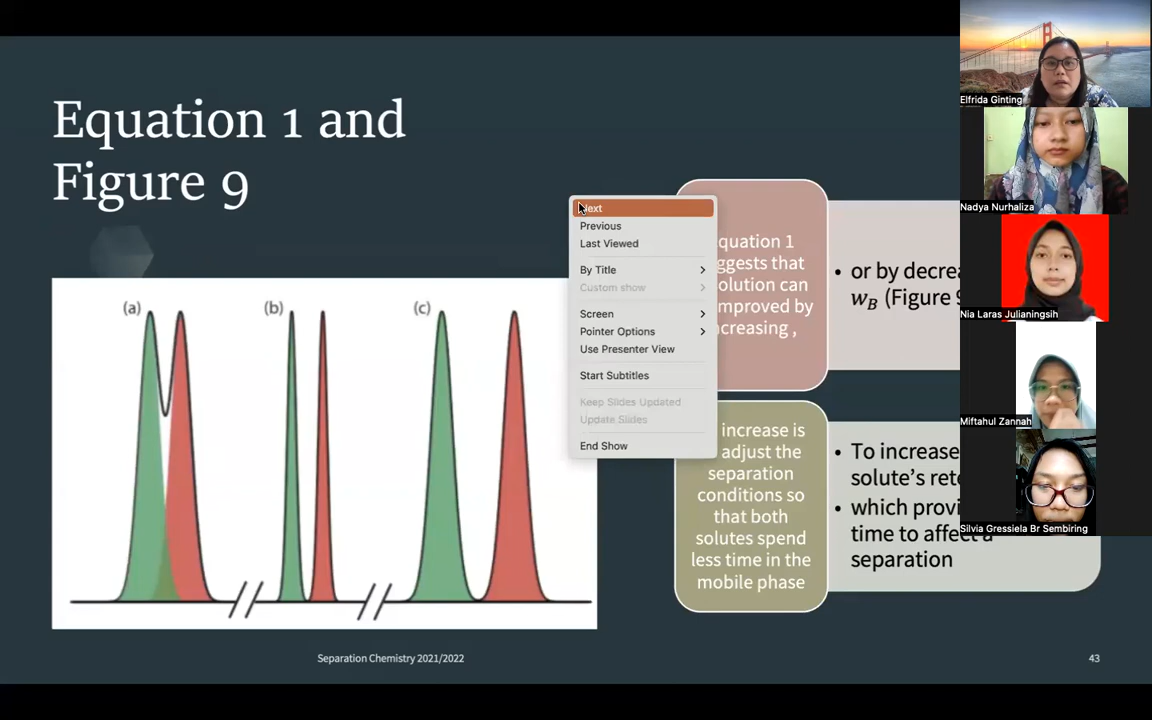 Equation 1 and
Figure 9
(a)
(b)
(c)
Next
Previous
Last Viewed
By Title
Custom show
Screen
Pointer Options
Use Presenter View
Start Subtitles
Keep Slides Updated
Update Slides
End Show
quation 1
ggests that
olution can
mproved by
creasing ,
• or by decrea
w_B (Figure 9
increase is
adjust the
separation
conditions so
that both
solutes spend
less time in the
mobile phase
• To increase
solute's rete
• which provi
time to affect a
separation
Separation Chemistry 2021/2022
43
Elfrida Ginting
Nadya Nurhaliza
Nia Laras Julianingsih
Miftahul Zannah
Silvia Gressiela Br Sembiring